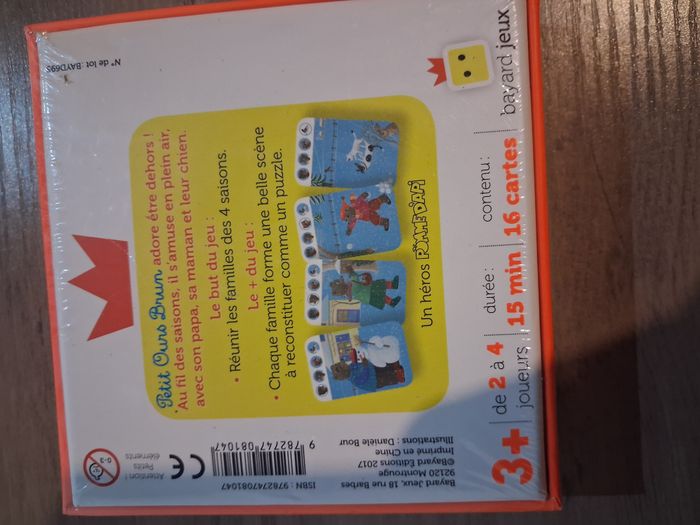 Petit Ours Brun adore être dehors !
Au fil des saisons, il s'amuse en plein air,
avec son papa, sa maman et leur chien.
Le but du jeu :
• Réunir les familles des 4 saisons.
Le + du jeu :
• Chaque famille forme une belle scène
à reconstituer comme un puzzle.
Un héros POMME D'API
3+
de 2 à 4
joueurs
durée :
15 min
contenu :
16 cartes
bayard jeux
N° de lot : BAYD695
0-3
Attention !
Petits
éléments
CE
9 782747 081047
ISBN : 9782747081047
Bayard Jeux, 18 rue Barbes
92120 Montrouge
©Bayard Éditions 2017
Imprimé en Chine
Illustrations : Danièle Bour